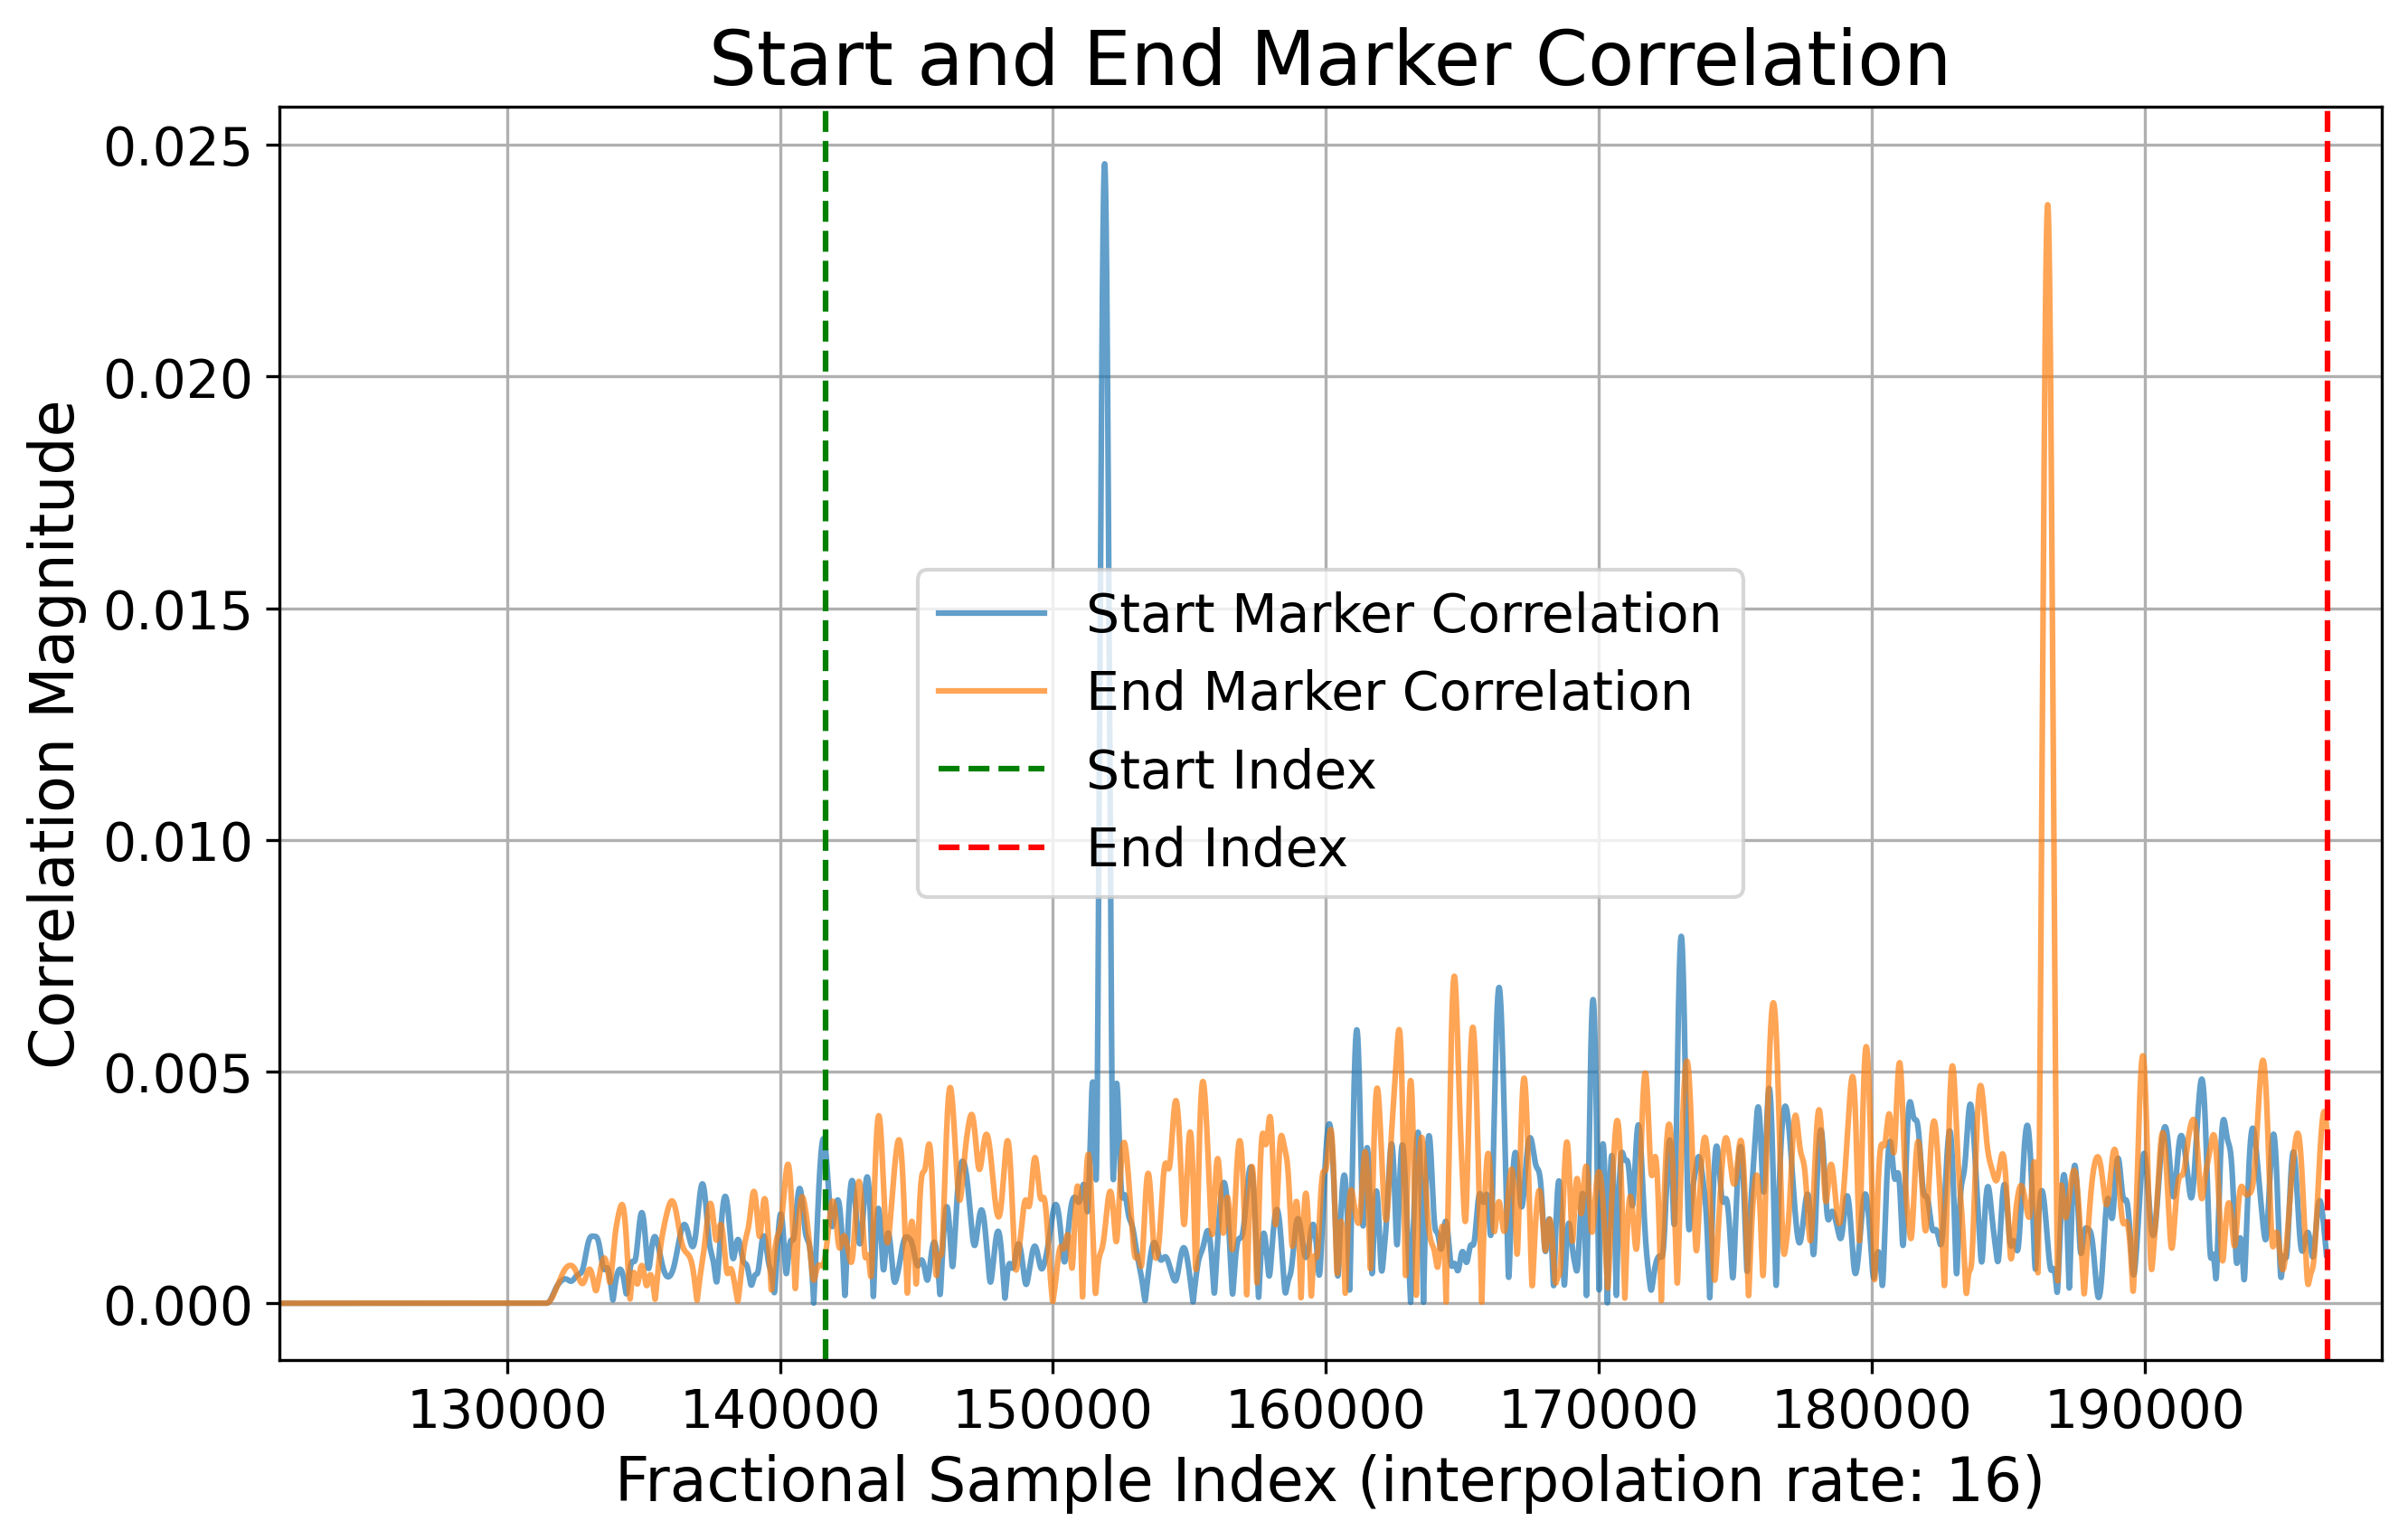 Start and End Marker Correlation
Correlation Magnitude
0.025
0.020
0.015
0.010
0.005
0.000
Start Marker Correlation
End Marker Correlation
Start Index
End Index
130000 140000 150000 160000 170000 180000 190000
Fractional Sample Index (interpolation rate: 16)